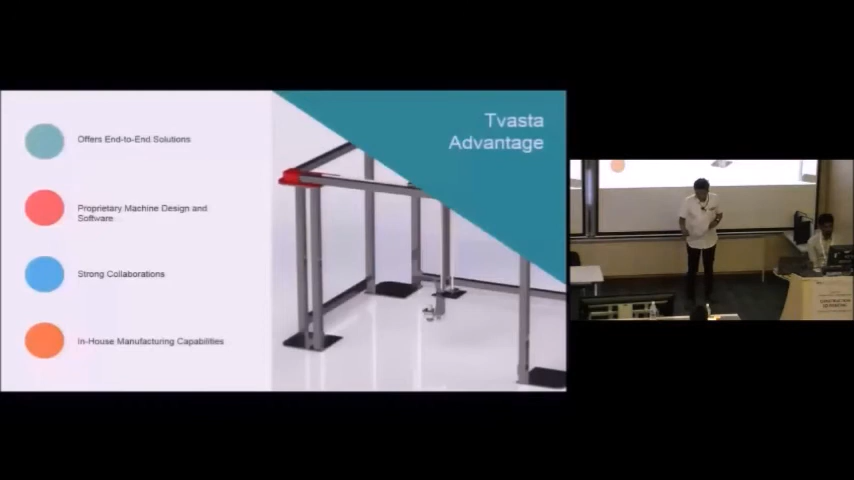 Tvasta
Advantage
Offers End-to-End Solutions
Proprietary Machine Design and
Software
Strong Collaborations
In-House Manufacturing Capabilities